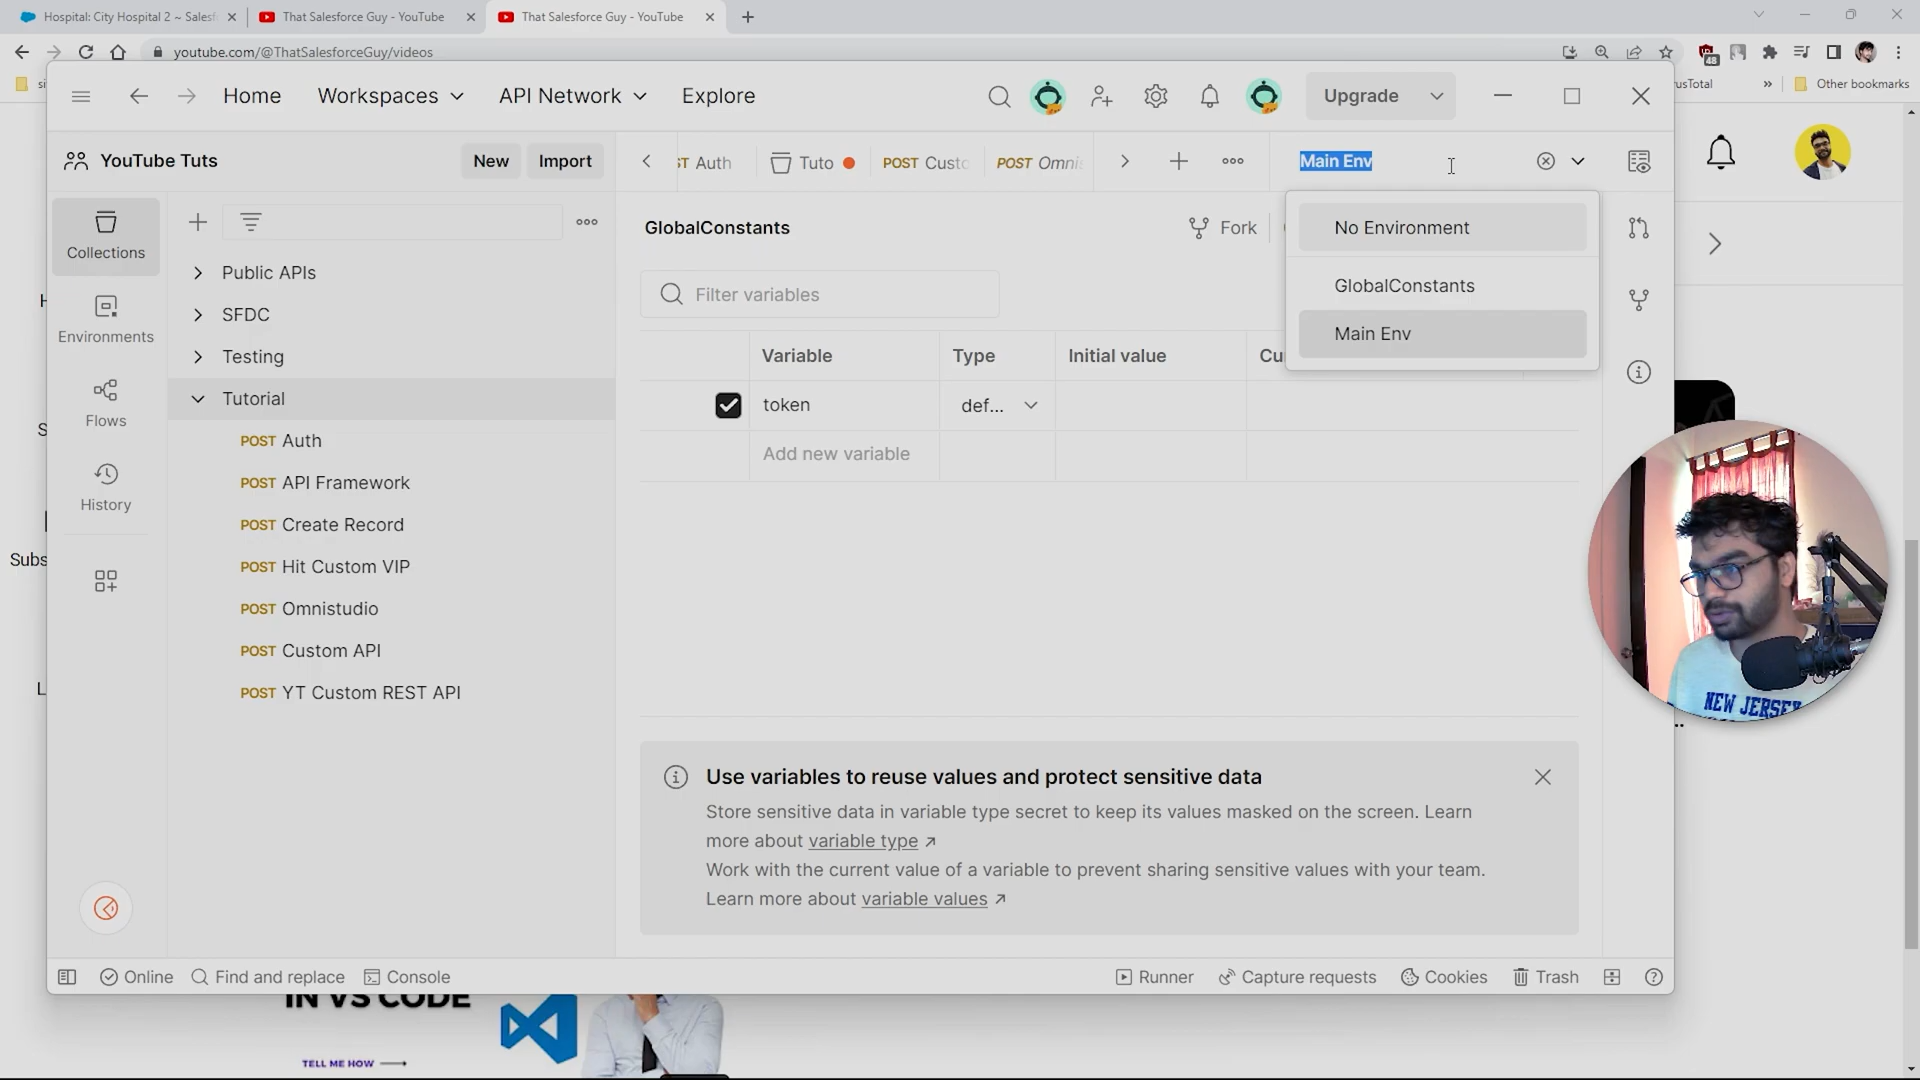 Hospital: City Hospital 2 ~ Salesf
That Salesforce Guy - YouTube
That Salesforce Guy - YouTube
youtube.com/@ThatSalesforceGuy/videos
48
Other bookmarks
Home
Workspaces
API Network
Explore
Upgrade
YouTube Tuts
New
Import
Auth
Tuto
POST Custo
POST Omnis
Main Env
Collections
GlobalConstants
Fork
No Environment
Public APIs
Filter variables
GlobalConstants
Environments
SFDC
Main Env
Testing
Variable
Type
Initial value
Cu
Flows
Tutorial
token
def...
POST Auth
Add new variable
History
POST API Framework
POST Create Record
Subs
POST Hit Custom VIP
POST Omnistudio
POST Custom API
POST YT Custom REST API
NEW JERSEY
Use variables to reuse values and protect sensitive data
Store sensitive data in variable type secret to keep its values masked on the screen. Learn
more about variable type
Work with the current value of a variable to prevent sharing sensitive values with your team.
Learn more about variable values
Online
Find and replace
Console
Runner
Capture requests
Cookies
Trash
IN VS CODE
TELL ME HOW